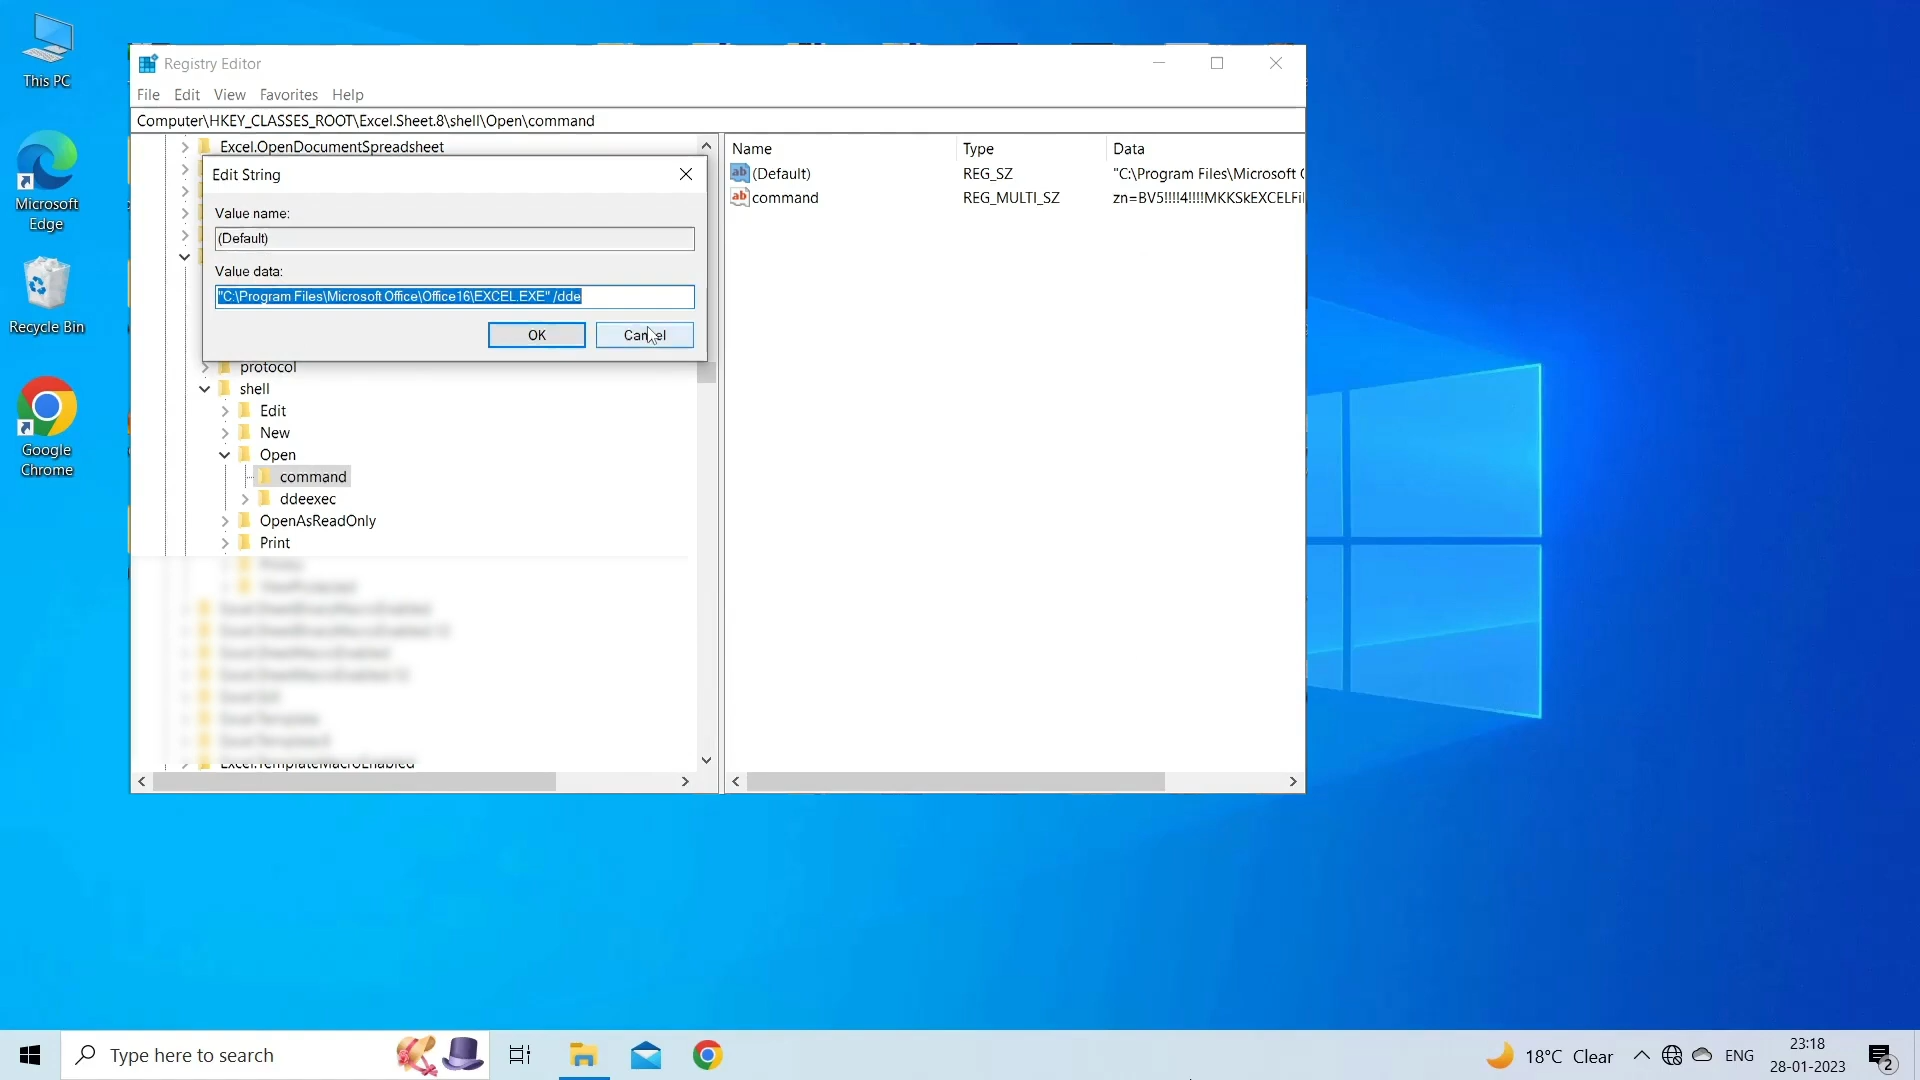 This PC
Microsoft
Edge
Recycle Bin
Google
Chrome
Registry Editor
File Edit View Favorites Help
Computer\HKEY_CLASSES_ROOT\Excel.Sheet.8\shell\Open\command
Excel.OpenDocumentSpreadsheet
Edit String
Value name:
(Default)
Value data:
"C:\Program Files\Microsoft Office\Office16\EXCEL.EXE" /dde
OK Cancel
protocol
shell
Edit
New
Open
command
ddeexec
OpenAsReadOnly
Print
Excel.TemplateMacroEnabled
Name Type Data
(Default) REG_SZ "C:\Program Files\Microsoft
command REG_MULTI_SZ zn=BV5!!!!4!!!!MKKSkEXCELFil
Type here to search
18°C Clear
ENG
23:18
28-01-2023
2